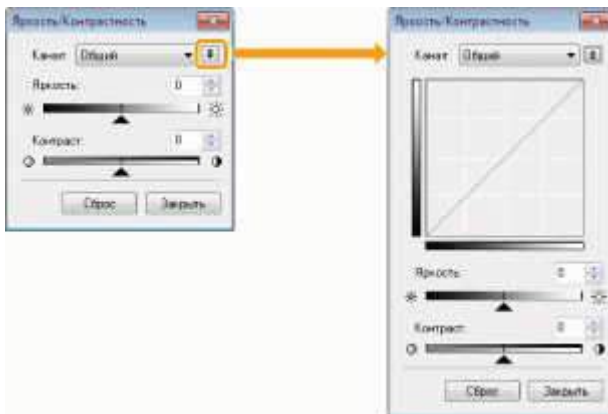 Яркость/Контрастность
Канал: Общий
Яркость: 0
Контраст: 0
Сброс Закрыть
Яркость/Контрастность
Канал: Общий
Яркость: 0
Контраст: 0
Сброс Закрыть